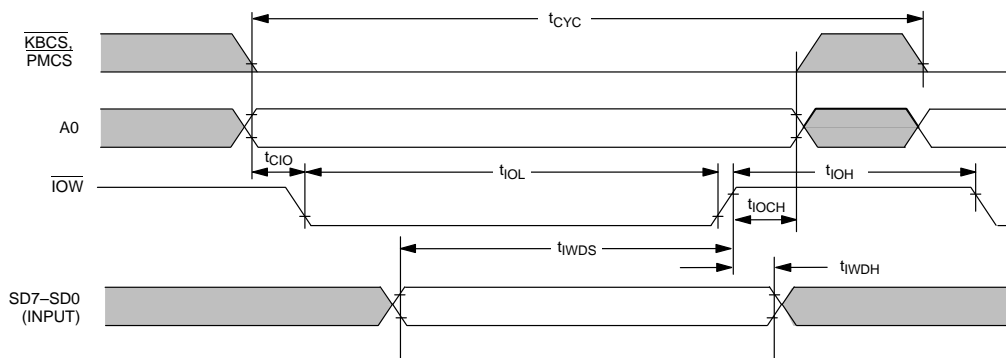 tCYC
KBCS,
PMCS
A0
tCIO
tIOL
tIOH
IOW
tIOCH
tIWDS
tIWDH
SD7–SD0
(INPUT)